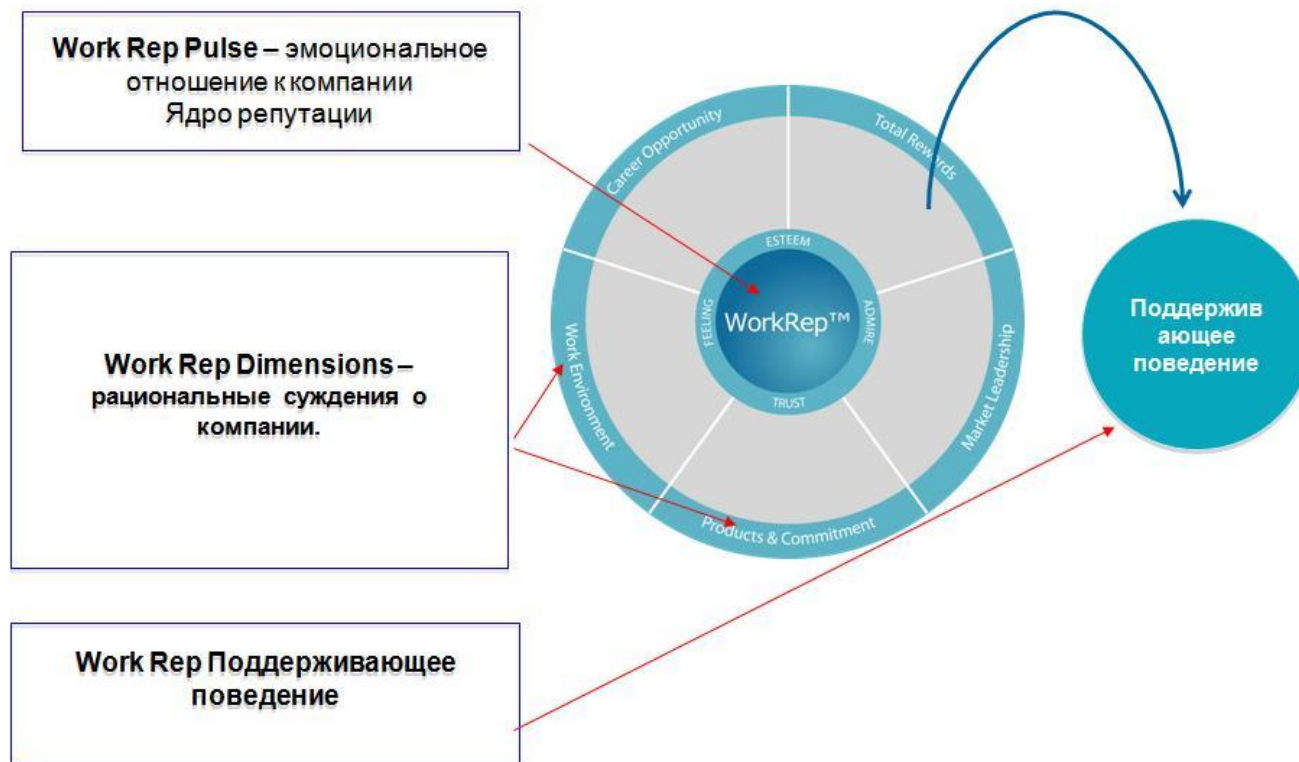 Work Rep Pulse – эмоциональное
отношение к компании
Ядро репутации
Work Rep Dimensions –
рациональные суждения о
компании.
Work Rep Поддерживающее
поведение
Career Opportunity
Total Rewards
Work Environment
Market Leadership
Products & Commitment
ESTEEM
FEELING
ADMIRE
TRUST
WorkRep™
Поддержив
ающее
поведение